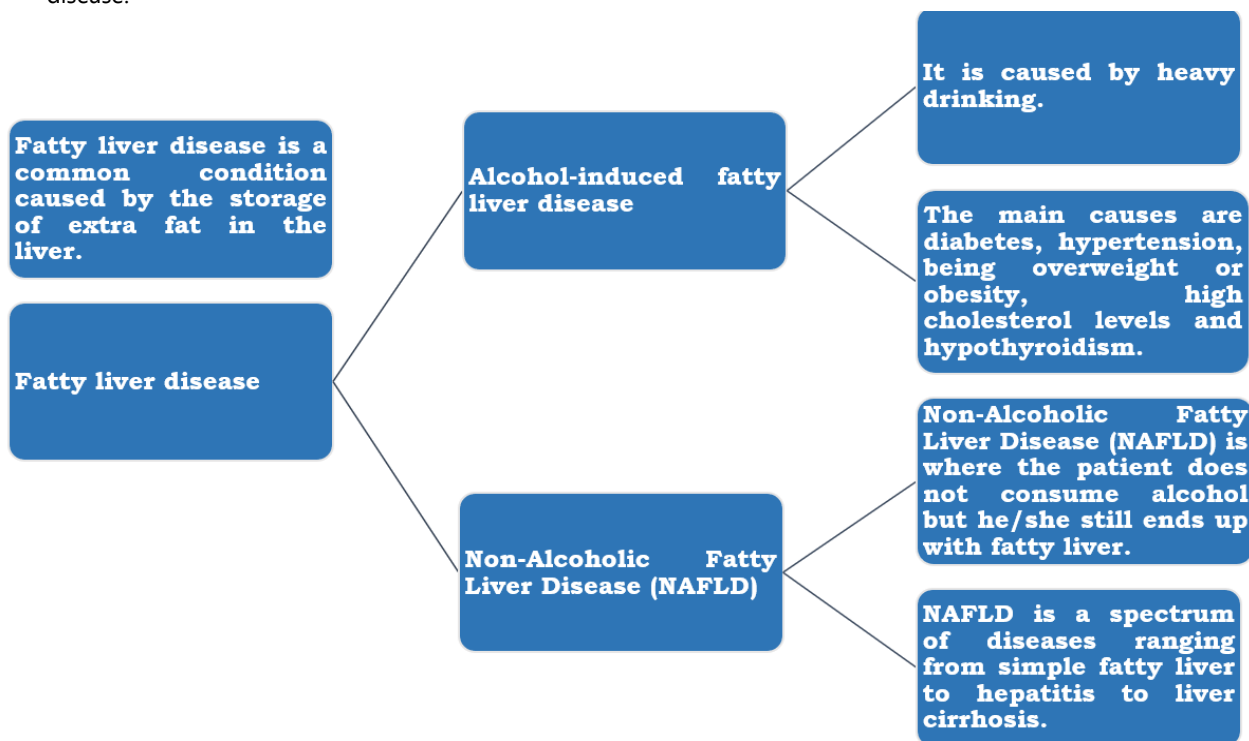 disease.
Fatty liver disease is a
common condition
caused by the storage
of extra fat in the
liver.
Fatty liver disease
Alcohol-induced fatty
liver disease
It is caused by heavy
drinking.
The main causes are
diabetes, hypertension,
being overweight or
obesity, high
cholesterol levels and
hypothyroidism.
Non-Alcoholic Fatty
Liver Disease (NAFLD)
Non-Alcoholic Fatty
Liver Disease (NAFLD) is
where the patient does
not consume alcohol
but he/she still ends up
with fatty liver.
NAFLD is a spectrum
of diseases ranging
from simple fatty liver
to hepatitis to liver
cirrhosis.